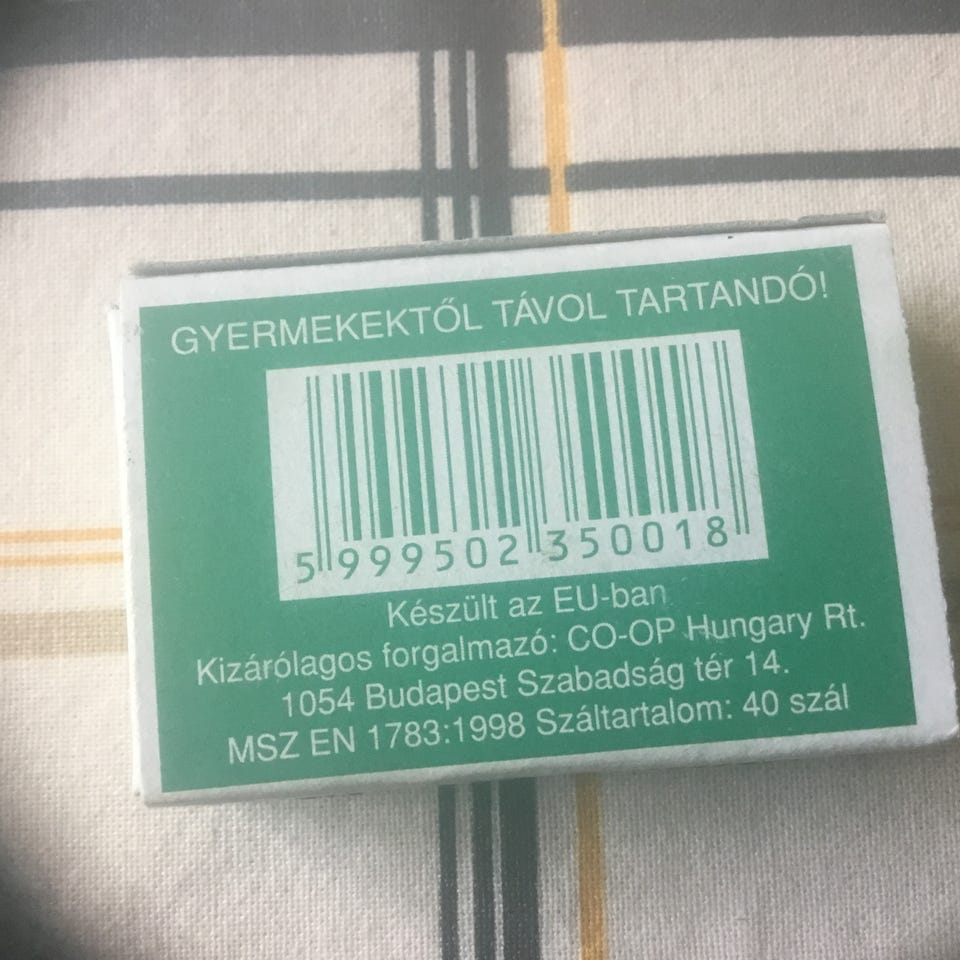 GYERMEKEKTŐL TÁVOL TARTANDÓ!
5 999502 350018
Készült az EU-ban
Kizárólagos forgalmazó: CO-OP Hungary Rt.
1054 Budapest Szabadság tér 14.
MSZ EN 1783:1998 Száltartalom: 40 szál